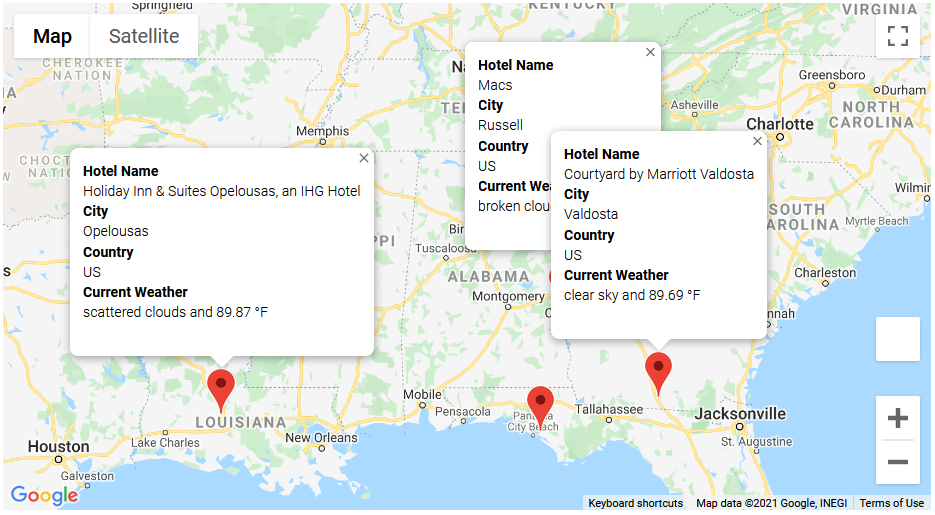 Map
Satellite
Springfield
KENTUCKY
VIRGINIA
CHEROKEE
NATION
Greensboro
Durham
NORTH
CAROLINA
Asheville
Charlotte
Memphis
CHOCT
NATION
Wilmin
SOUTH
CAROLINA
Myrtle Beach
Charleston
Tuscaloosa
ALABAMA
Montgomery
nnah
Hotel Name
Macs
City
Russell
Country
US
Current Wea
broken clou
Hotel Name
Courtyard by Marriott Valdosta
City
Valdosta
Country
US
Current Weather
clear sky and 89.69 °F
Hotel Name
Holiday Inn & Suites Opelousas, an IHG Hotel
City
Opelousas
Country
US
Current Weather
scattered clouds and 89.87 °F
LOUISIANA
Lake Charles
Houston
Galveston
New Orleans
Mobile
Pensacola
City Beach
Tallahassee
Jacksonville
St. Augustine
Google
Keyboard shortcuts
Map data ©2021 Google, INEGI
Terms of Use